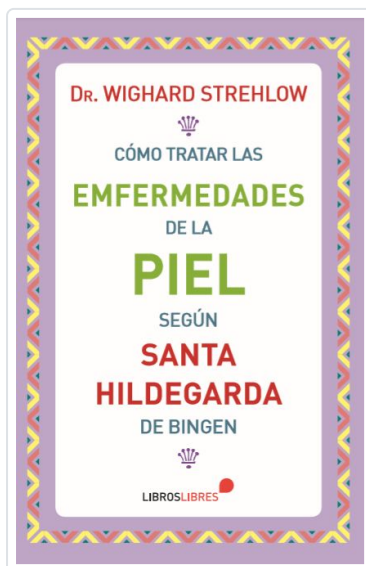 DR. WIGHARD STREHLOW
CÓMO TRATAR LAS
EMFERMEDADES
DE LA
PIEL
SEGÚN
SANTA
HILDEGARDA
DE BINGEN
LIBROSLIBRES